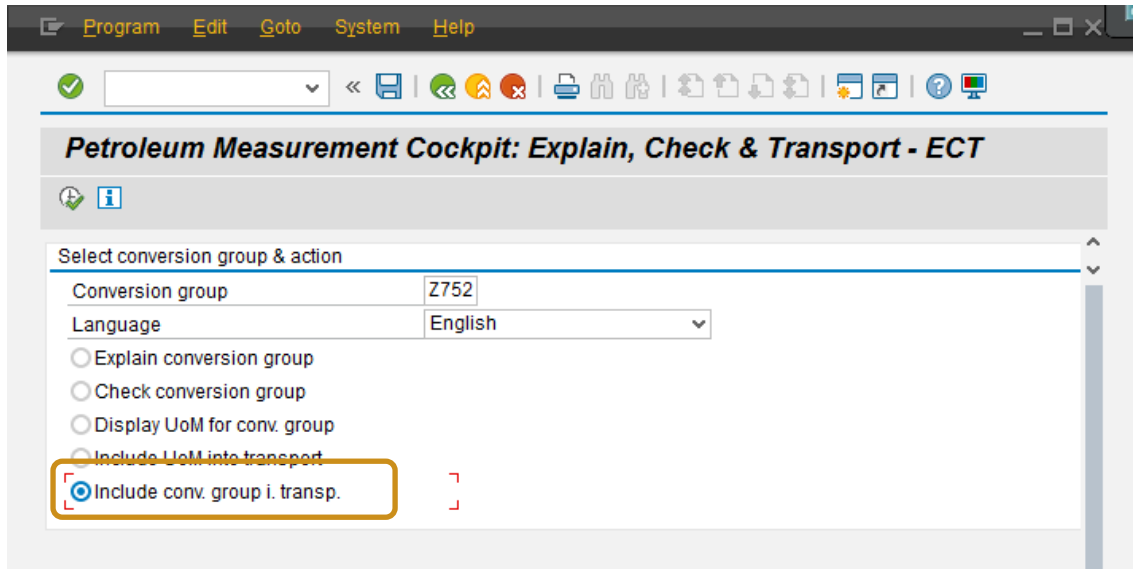 Program Edit Goto System Help
Petroleum Measurement Cockpit: Explain, Check & Transport - ECT
Select conversion group & action
Conversion group Z752
Language English
Explain conversion group
Check conversion group
Display UoM for conv. group
Include UoM into transport
Include conv. group i. transp.